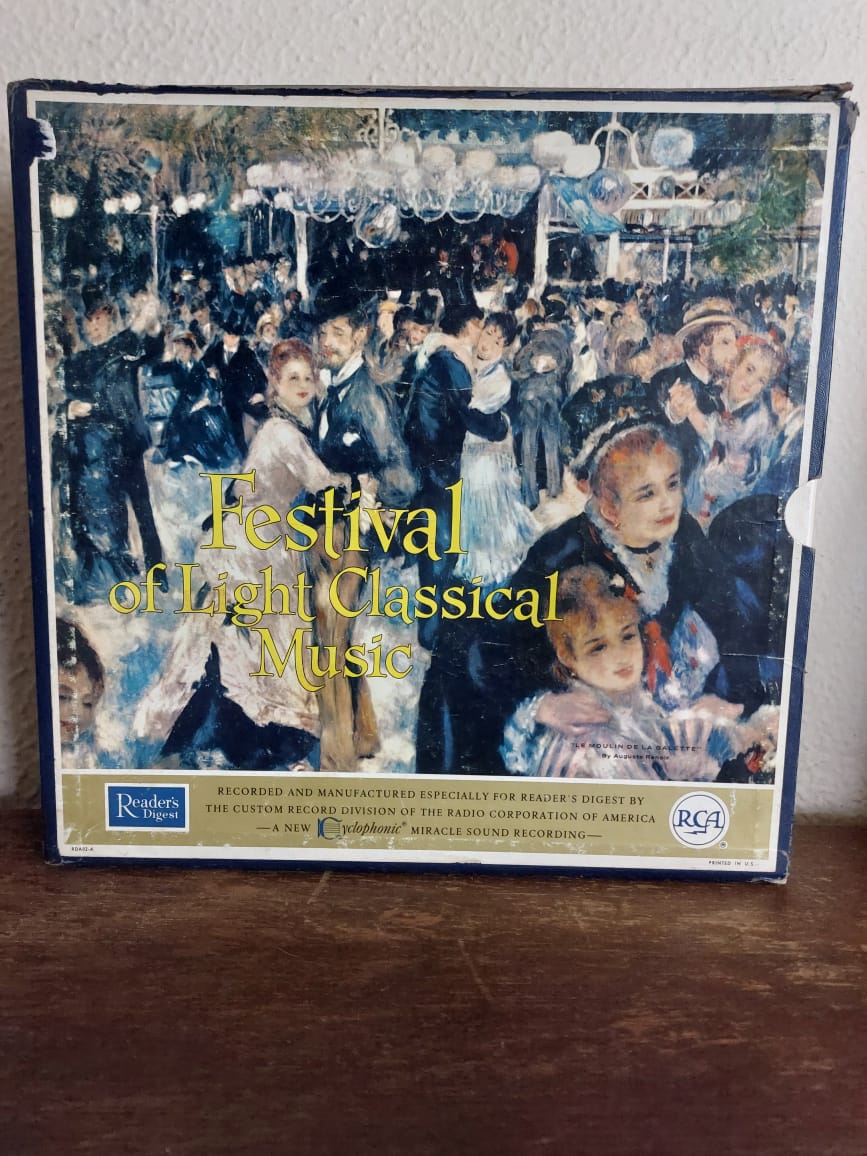 Festival
of Light Classical
Music
"LE MOULIN DE LA GALETTE"
By Auguste Renoir
Reader's
Digest
RECORDED AND MANUFACTURED ESPECIALLY FOR READER'S DIGEST BY
THE CUSTOM RECORD DIVISION OF THE RADIO CORPORATION OF AMERICA
—A NEW Cyclophonic® MIRACLE SOUND RECORDING—
RCA
®
RDA02-A
PRINTED IN U.S.